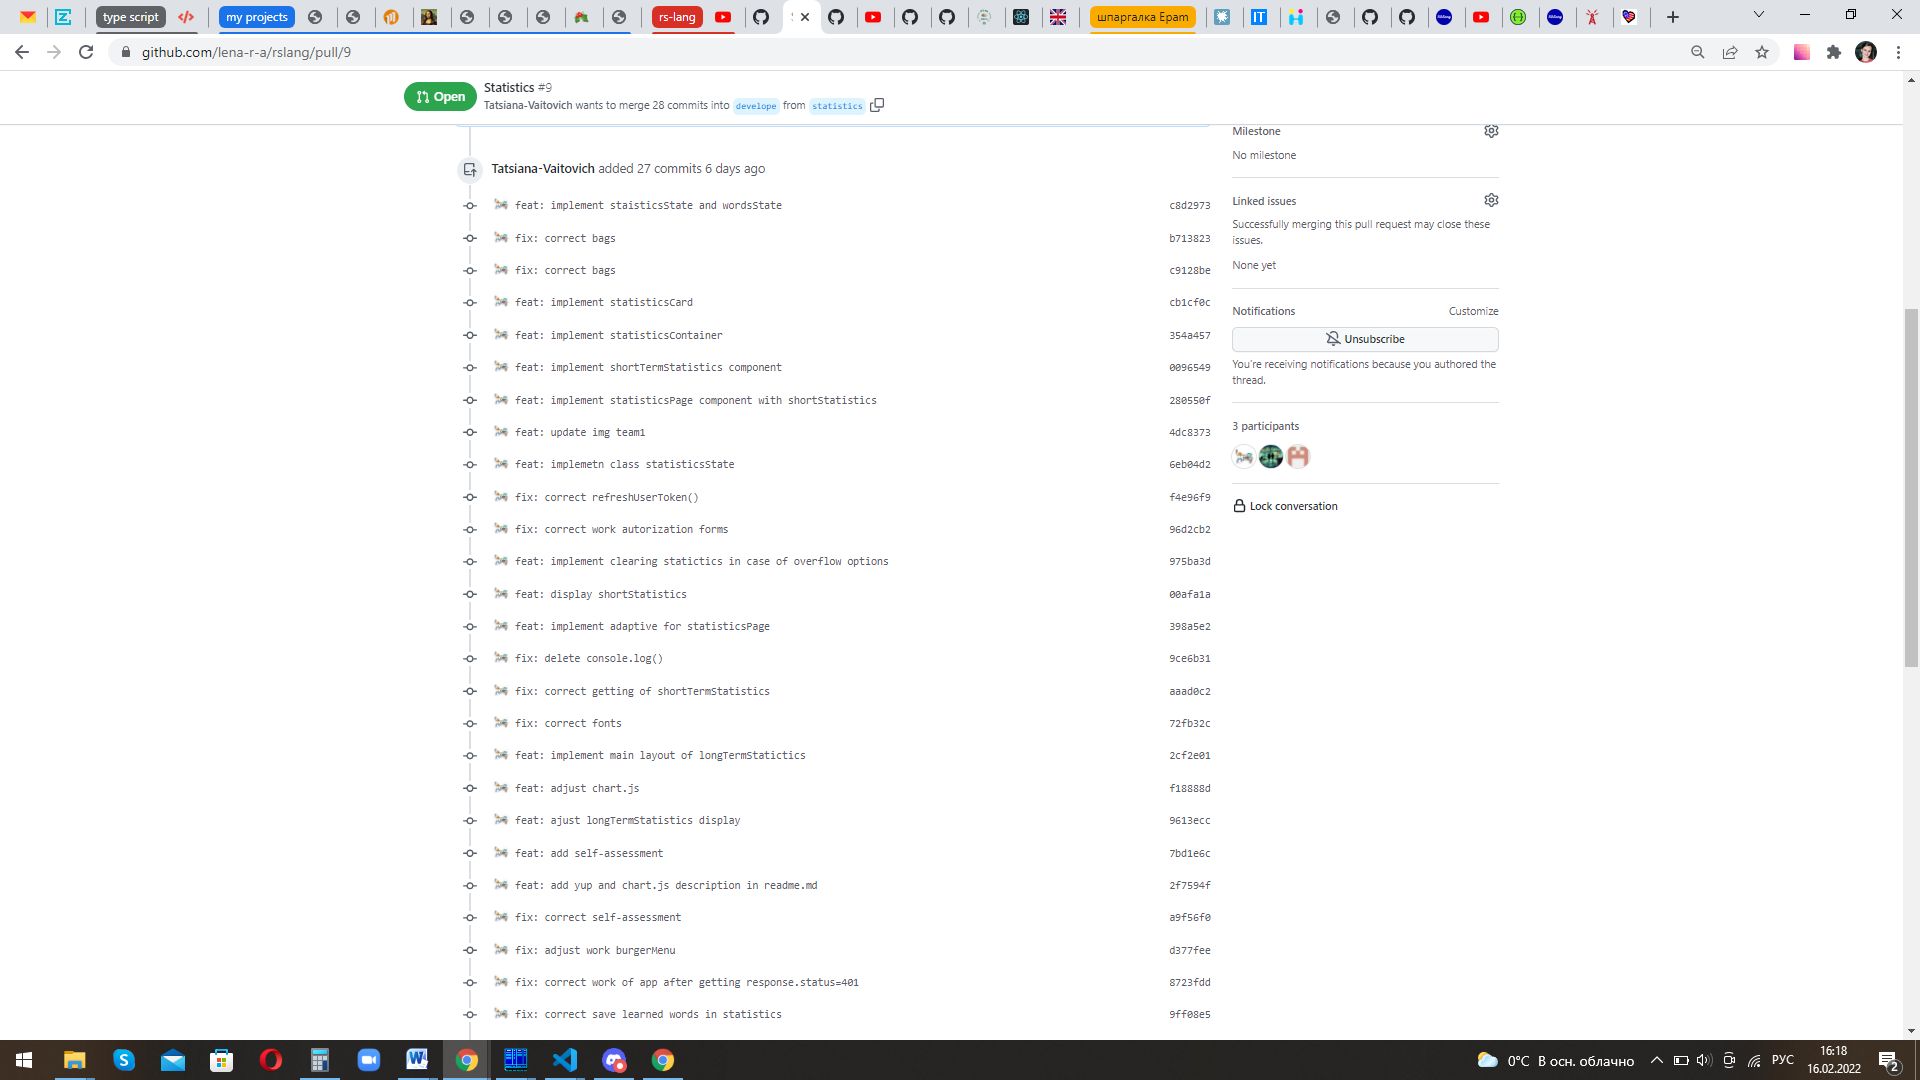 type script
my projects
rs-lang
шпаргалка Epam
IT
github.com/lena-r-a/rslang/pull/9
Open
Statistics #9
Tatsiana-Vaitovich wants to merge 28 commits into develope from statistics
Milestone
No milestone
Tatsiana-Vaitovich added 27 commits 6 days ago
feat: implement staisticsState and wordsState c8d2973
fix: correct bags b713823
fix: correct bags c9128be
feat: implement statisticsCard cb1cf0c
feat: implement statisticsContainer 354a457
feat: implement shortTermStatistics component 0096549
feat: implement statisticsPage component with shortStatistics 280550f
feat: update img team1 4dc8373
feat: implemetn class statisticsState 6eb04d2
fix: correct refreshUserToken() f4e96f9
fix: correct work autorization forms 96d2cb2
feat: implement clearing statictics in case of overflow options 975ba3d
feat: display shortStatistics 00afa1a
feat: implement adaptive for statisticsPage 398a5e2
fix: delete console.log() 9ce6b31
fix: correct getting of shortTermStatistics aaad0c2
fix: correct fonts 72fb32c
feat: implement main layout of longTermStatictics 2cf2e01
feat: adjust chart.js f18888d
feat: ajust longTermStatistics display 9613ecc
feat: add self-assessment 7bd1e6c
feat: add yup and chart.js description in readme.md 2f7594f
fix: correct self-assessment a9f56f0
fix: adjust work burgerMenu d377fee
fix: correct work of app after getting response.status=401 8723fdd
fix: correct save learned words in statistics 9ff08e5
Linked issues
Successfully merging this pull request may close these
issues.
None yet
Notifications Customize
Unsubscribe
You're receiving notifications because you authored the
thread.
3 participants
Lock conversation
0°C В осн. облачно
РУС
16:18
16.02.2022
2